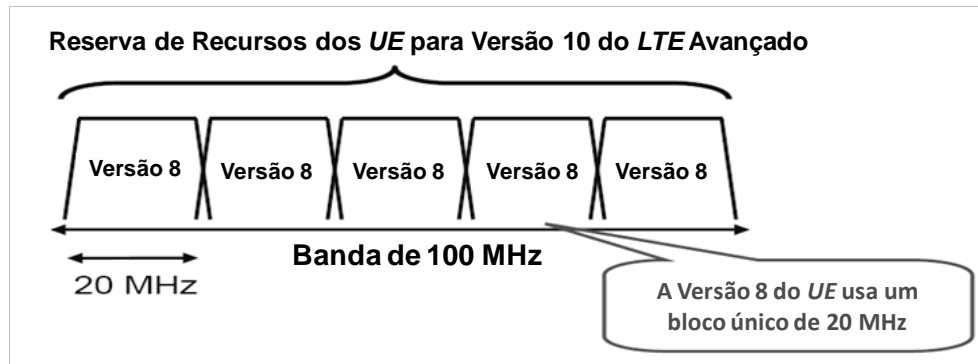 Reserva de Recursos dos UE para Versão 10 do LTE Avançado
Versão 8 Versão 8 Versão 8 Versão 8 Versão 8
Banda de 100 MHz
20 MHz
A Versão 8 do UE usa um
bloco único de 20 MHz